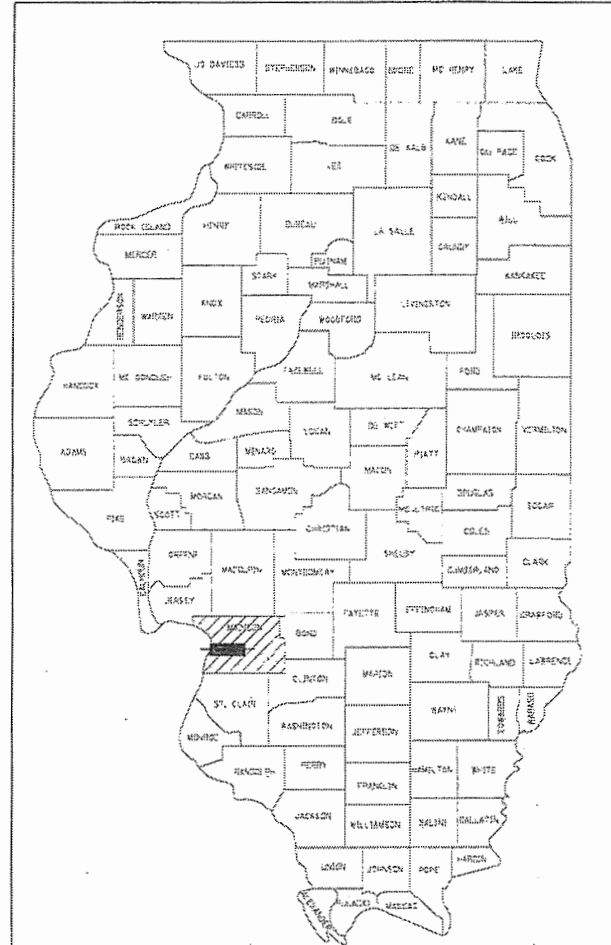 JO DAVIESS STEPHENSON WINNEBAGO BOONE MC HENRY LAKE
CARROLL OGLE
DE KALB KANE DU PAGE COOK
WHITESIDE LEE
KENDALL
ROCK ISLAND HENRY BUREAU LA SALLE GRUNDY WILL
MERCER PUTNAM
STARK MARSHALL KANKAKEE
HENDERSON WARREN KNOX PEORIA WOODFORD LIVINGSTON
IROQUOIS
HANCOCK MC DONOUGH FULTON TAZEWELL MC LEAN FORD
MASON
SCHUYLER LOGAN DE WITT CHAMPAIGN VERMILION
ADAMS BROWN CASS MENARD MACON PIATT
MORGAN SANGAMON DOUGLAS
PIKE SCOTT MOULTRIE EDGAR
CHRISTIAN COLES
GREENE MACOUPIN SHELBY
CALHOUN MONTGOMERY CUMBERLAND CLARK
JERSEY
FAYETTE EFFINGHAM JASPER CRAWFORD
MADISON BOND
CLAY RICHLAND LAWRENCE
CLINTON MARION
ST. CLAIR WAYNE EDWARDS WABASH
MONROE WASHINGTON JEFFERSON
RANDOLPH PERRY HAMILTON WHITE
FRANKLIN
JACKSON WILLIAMSON SALINE GALLATIN
UNION JOHNSON POPE HARDIN
ALEXANDER PULASKI MASSAC